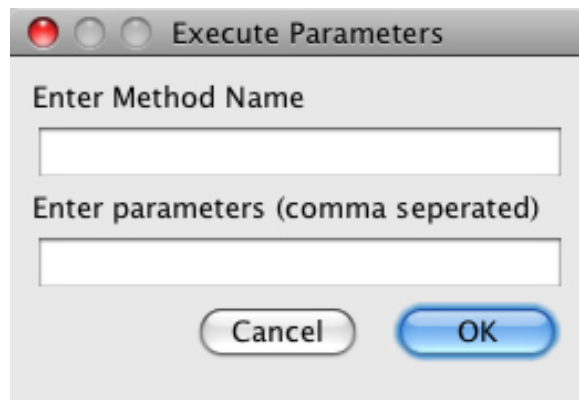 Execute Parameters
Enter Method Name
Enter parameters (comma seperated)
Cancel OK